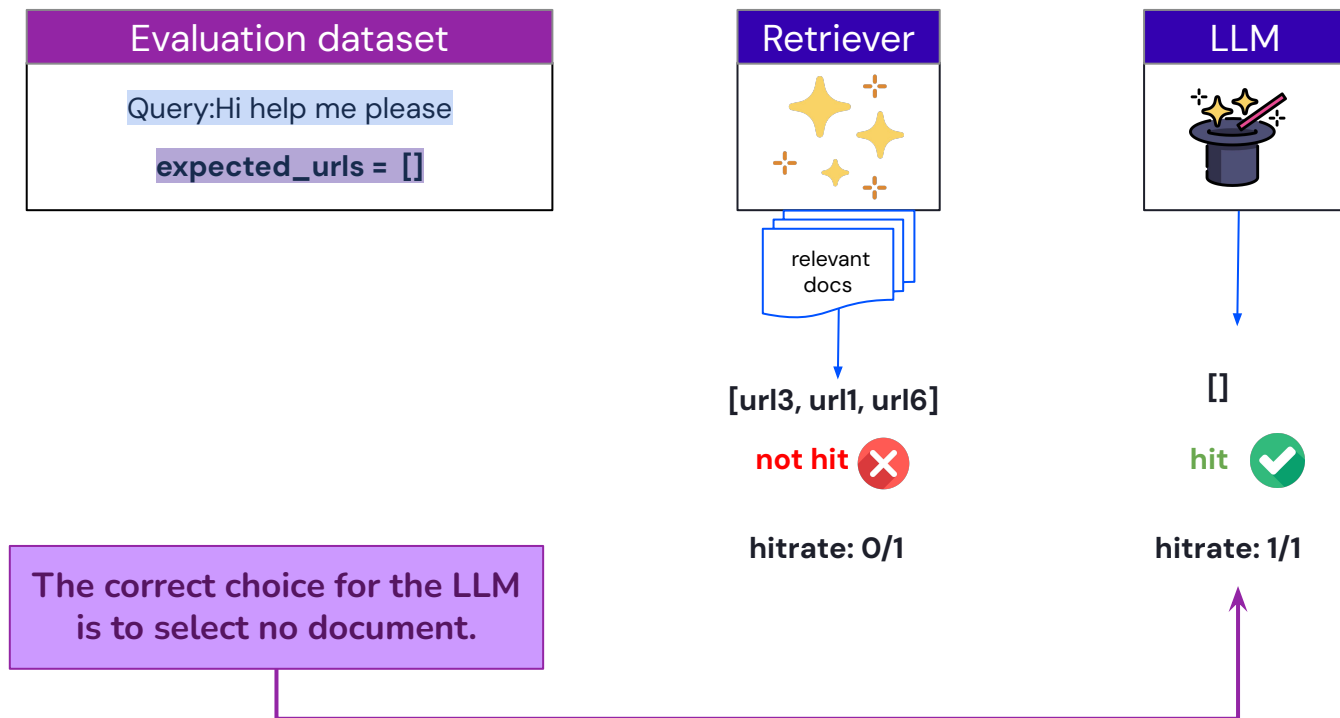 Evaluation dataset
Query:Hi help me please
expected_urls = []
Retriever
relevant
docs
[url3, url1, url6]
not hit
hitrate: 0/1
LLM
[]
hit
hitrate: 1/1
The correct choice for the LLM
is to select no document.